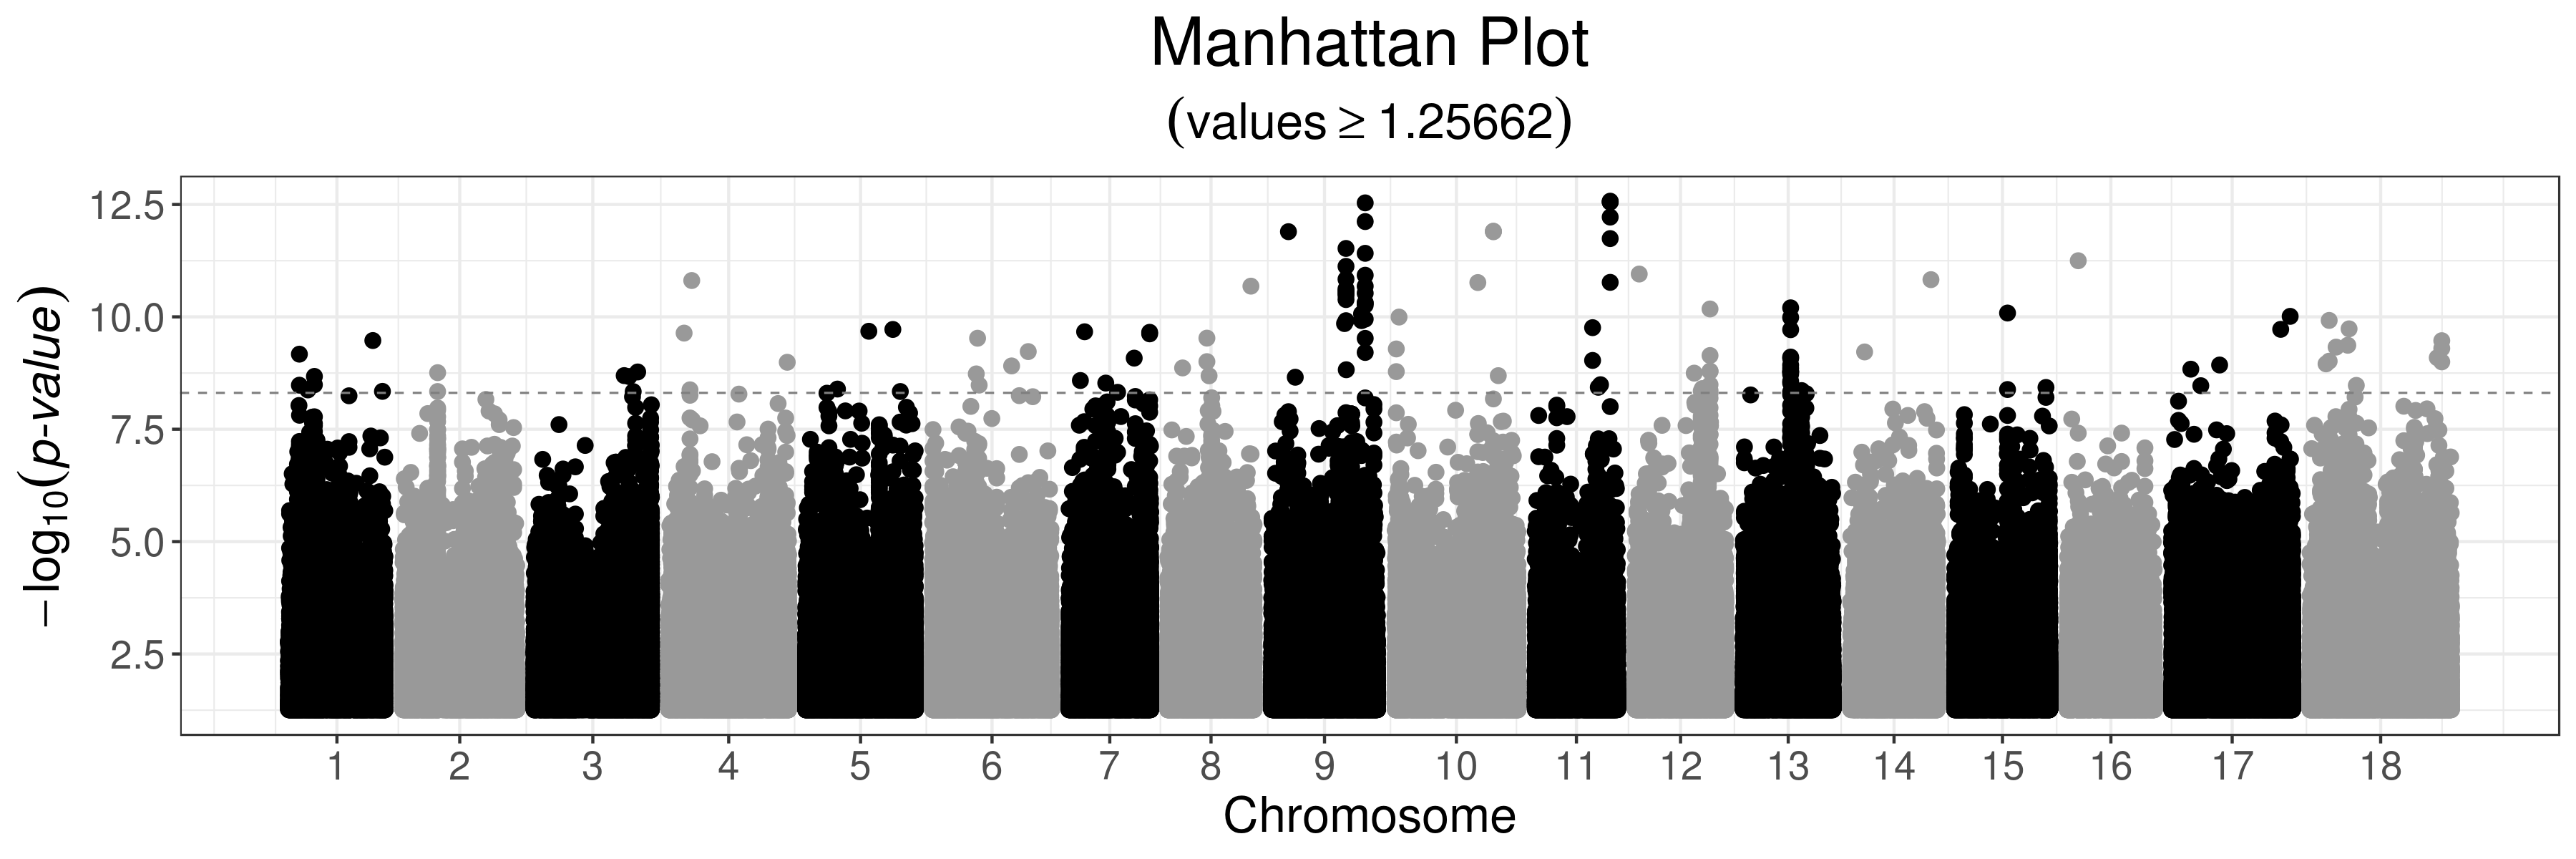 Manhattan Plot
(values ≥ 1.25662)
−log10(p-value)
12.5
10.0
7.5
5.0
2.5
1 2 3 4 5 6 7 8 9 10 11 12 13 14 15 16 17 18
Chromosome